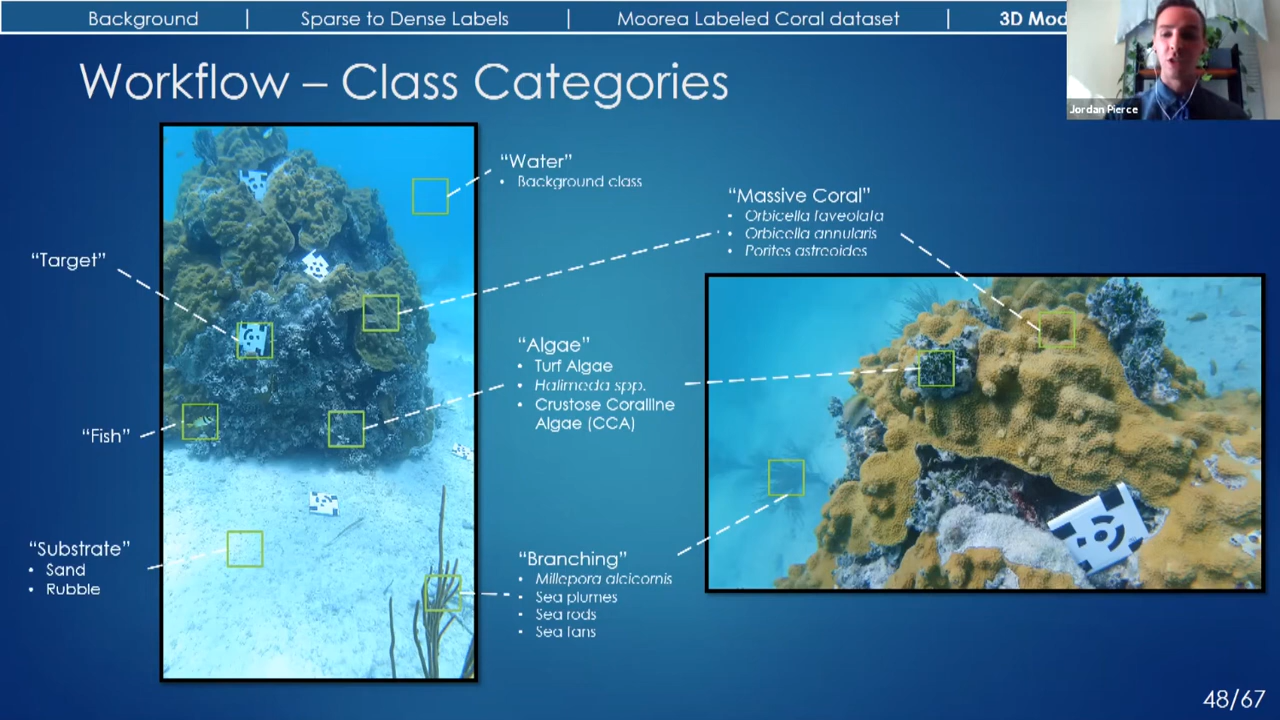 Background | Sparse to Dense Labels | Moorea Labeled Coral dataset | 3D Mod
Jordan Pierce
Workflow – Class Categories
“Water”
• Background class
“Massive Coral”
• Orbicella faveolata
• Orbicella annularis
• Porites astreoides
“Target”
“Algae”
• Turf Algae
• Halimeda spp.
• Crustose Coralline
Algae (CCA)
“Fish”
“Substrate”
• Sand
• Rubble
“Branching”
• Millepora alcicornis
• Sea plumes
• Sea rods
• Sea fans
48/67